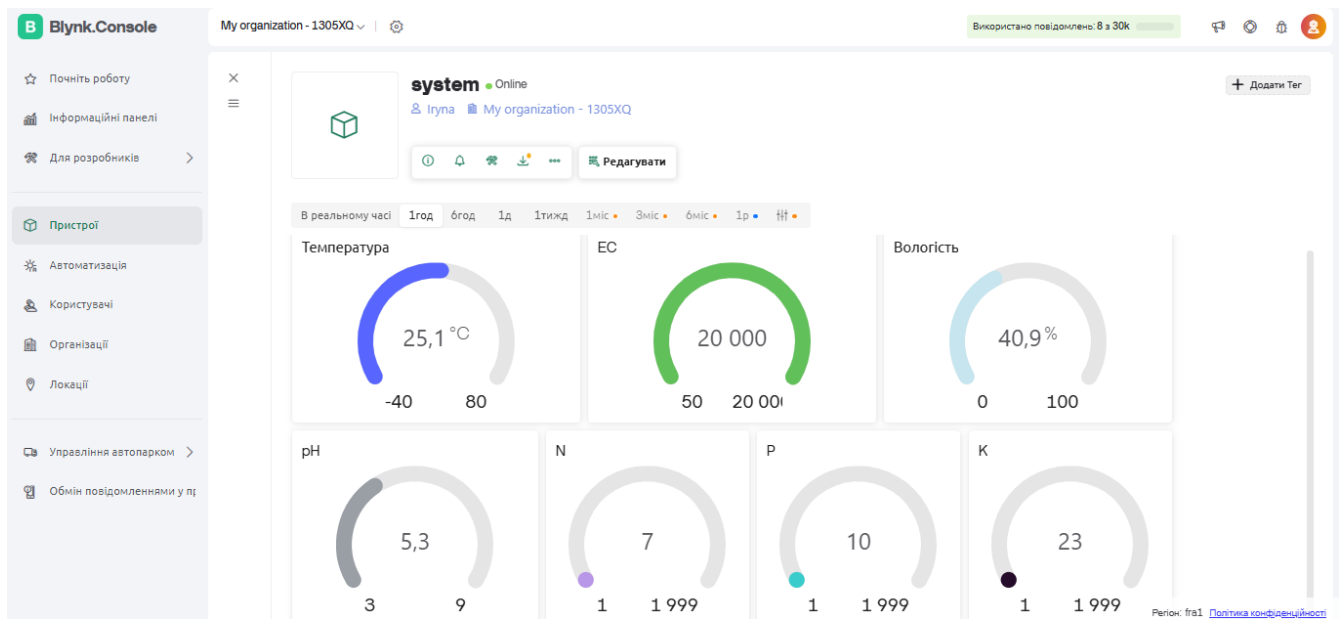 B Blynk.Console
My organization - 1305XQ
Використано повідомлень: 8 з 30k
Почніть роботу
Інформаційні панелі
Для розробників
Пристрої
Автоматизація
Користувачі
Організації
Локації
Управління автопарком
Обмін повідомленнями у пр
system Online
Iryna My organization - 1305XQ
Додати Тег
Редагувати
В реальному часі 1год 6год 1д 1тижд 1міс 3міс 6міс 1р
Температура
25,1 °C
-40 80
EC
20 000
50 20 00
Вологість
40,9 %
0 100
pH
5,3
3 9
N
7
1 1 999
P
10
1 1 999
K
23
1 1 999
Регіон: fra1 Політика конфіденційності